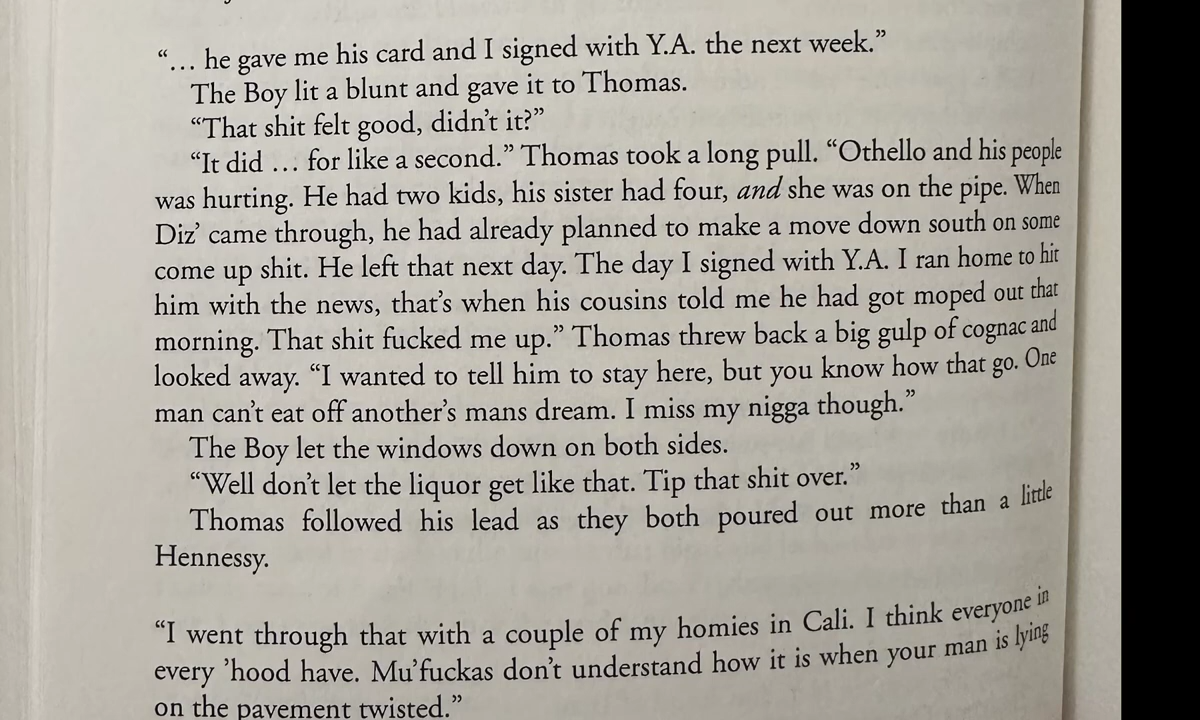 “… he gave me his card and I signed with Y.A. the next week.”
The Boy lit a blunt and gave it to Thomas.
“That shit felt good, didn’t it?”
“It did … for like a second.” Thomas took a long pull. “Othello and his people
was hurting. He had two kids, his sister had four, and she was on the pipe. When
Diz’ came through, he had already planned to make a move down south on some
come up shit. He left that next day. The day I signed with Y.A. I ran home to hit
him with the news, that’s when his cousins told me he had got moped out that
morning. That shit fucked me up.” Thomas threw back a big gulp of cognac and
looked away. “I wanted to tell him to stay here, but you know how that go. One
man can’t eat off another’s mans dream. I miss my nigga though.”
The Boy let the windows down on both sides.
“Well don’t let the liquor get like that. Tip that shit over.”
Thomas followed his lead as they both poured out more than a little
Hennessy.
“I went through that with a couple of my homies in Cali. I think everyone in
every ’hood have. Mu’fuckas don’t understand how it is when your man is lying
on the pavement twisted.”